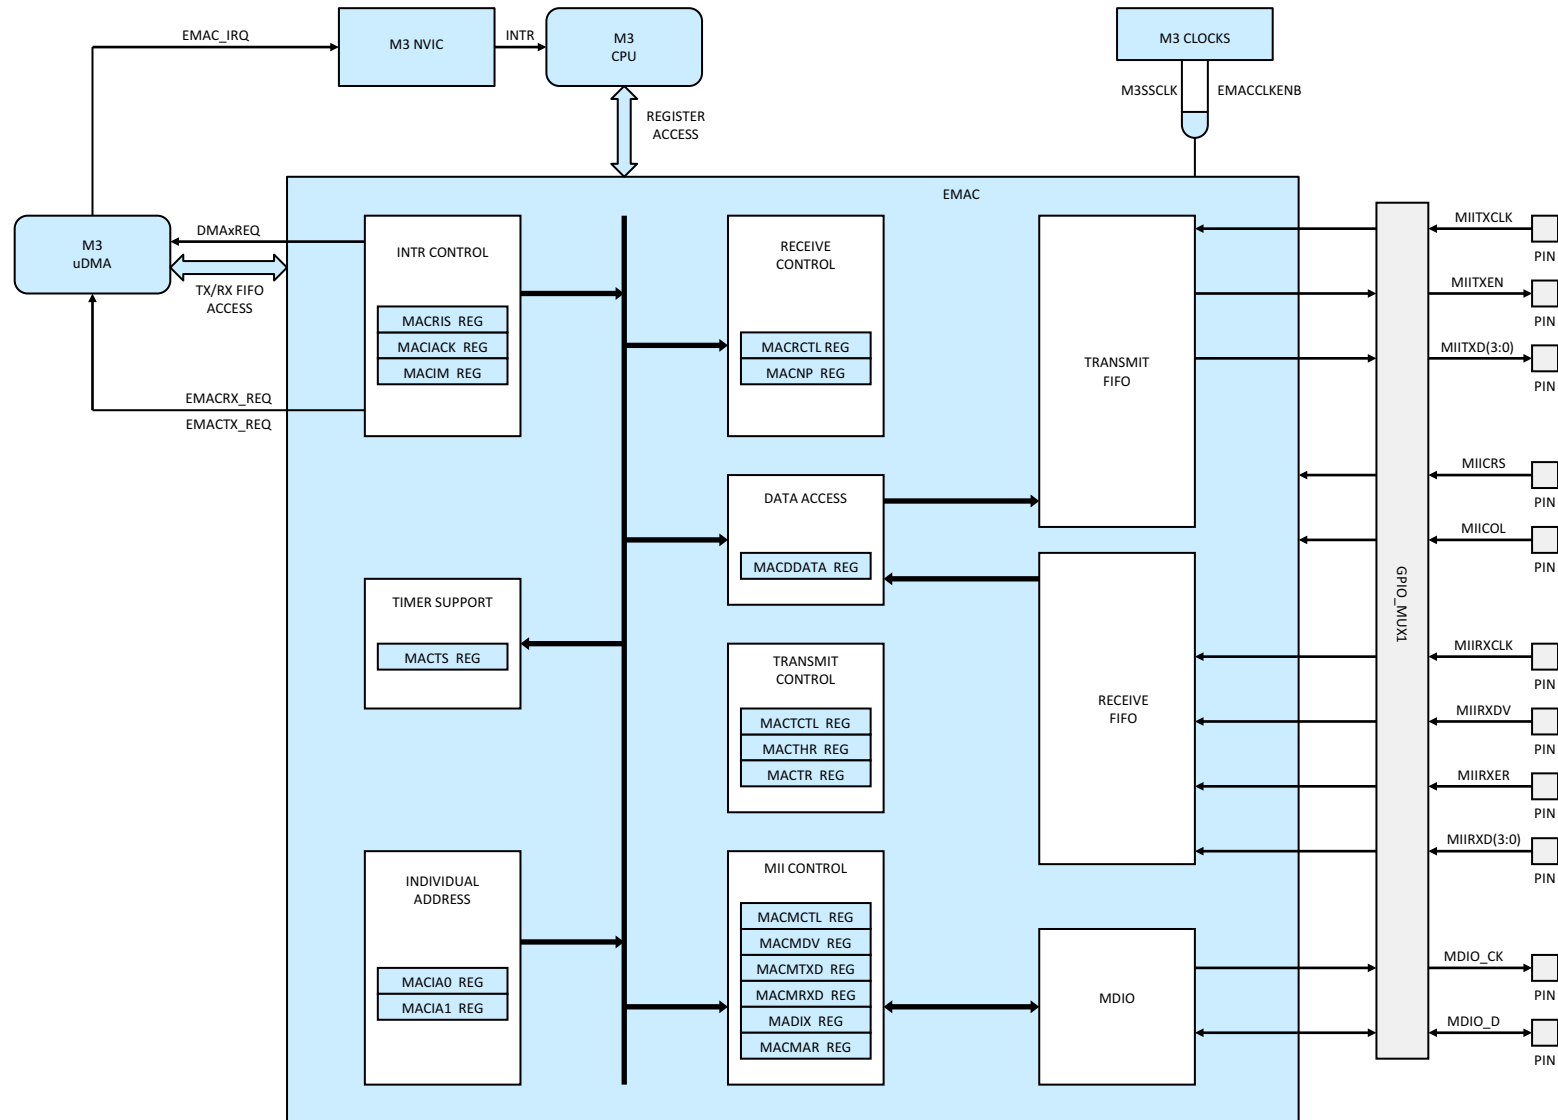 EMAC_IRQ
M3 NVIC
INTR
M3
CPU
M3 CLOCKS
M3SSCLK
EMACCLKENB
REGISTER
ACCESS
EMAC
M3
uDMA
DMAxREQ
TX/RX FIFO
ACCESS
EMACRX_REQ
EMACTX_REQ
INTR CONTROL
MACRIS REG
MACIACK REG
MACIM REG
RECEIVE
CONTROL
MACRCTL REG
MACNP REG
TRANSMIT
FIFO
DATA ACCESS
MACDDATA REG
TIMER SUPPORT
MACTS REG
TRANSMIT
CONTROL
MACTCTL REG
MACTHR REG
MACTR REG
RECEIVE
FIFO
INDIVIDUAL
ADDRESS
MACIA0 REG
MACIA1 REG
MII CONTROL
MACMCTL REG
MACMDV REG
MACMTXD REG
MACMRXD REG
MADIX REG
MACMAR REG
MDIO
GPIO_MUX1
MIITXCLK
PIN
MIITXEN
PIN
MIITXD(3:0)
PIN
MIICRS
PIN
MIICOL
PIN
MIIRXCLK
PIN
MIIRXDV
PIN
MIIRXER
PIN
MIIRXD(3:0)
PIN
MDIO_CK
PIN
MDIO_D
PIN